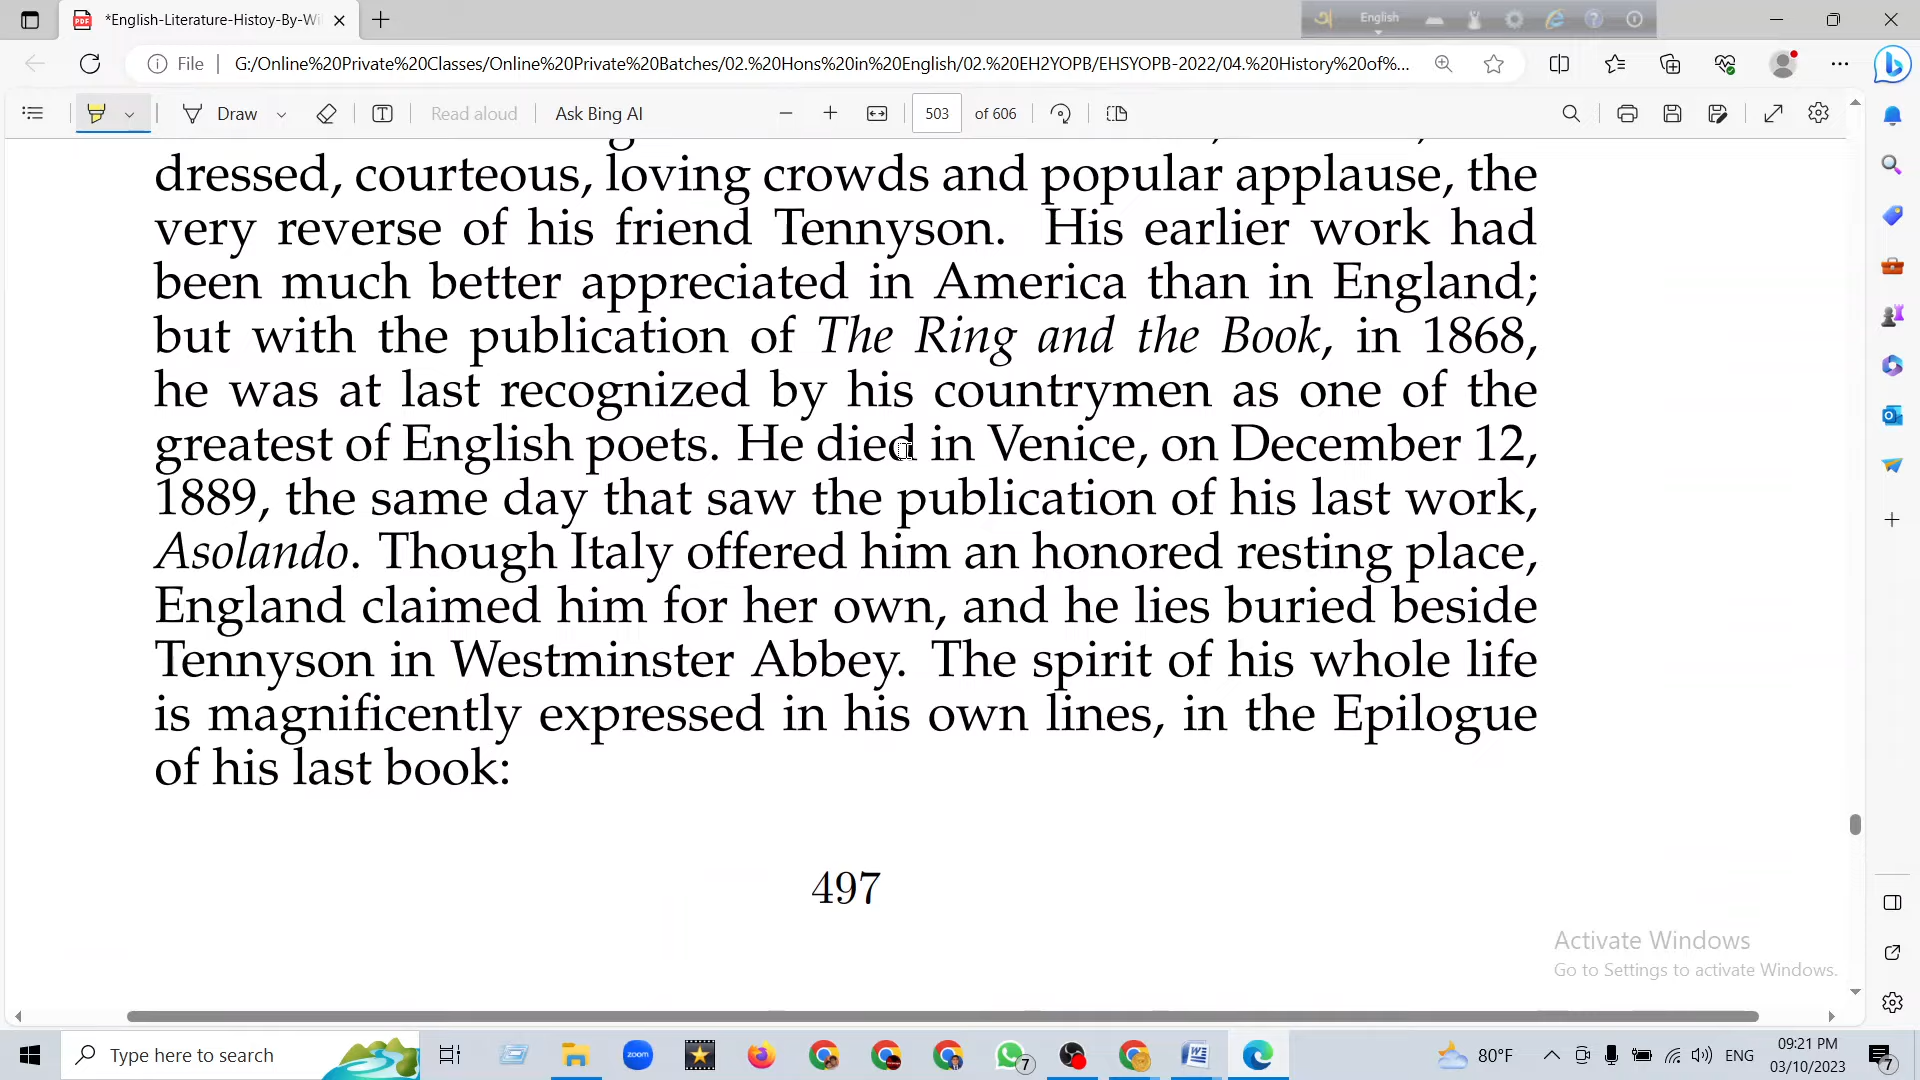 *English-Literature-Histoy-By-Wi
English
File
G:/Online%20Private%20Classes/Online%20Private%20Batches/02.%20Hons%20in%20English/02.%20EH2YOPB/EHSYOPB-2022/04.%20History%20of%...
Draw
Read aloud
Ask Bing AI
503
of 606
dressed, courteous, loving crowds and popular applause, the
very reverse of his friend Tennyson. His earlier work had
been much better appreciated in America than in England;
but with the publication of The Ring and the Book, in 1868,
he was at last recognized by his countrymen as one of the
greatest of English poets. He died in Venice, on December 12,
1889, the same day that saw the publication of his last work,
Asolando. Though Italy offered him an honored resting place,
England claimed him for her own, and he lies buried beside
Tennyson in Westminster Abbey. The spirit of his whole life
is magnificently expressed in his own lines, in the Epilogue
of his last book:
497
Activate Windows
Go to Settings to activate Windows.
Type here to search
zoom
7
80°F
ENG
09:21 PM
03/10/2023
7